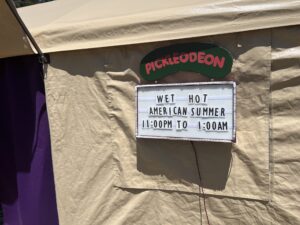 PICKLEODEON
WET HOT
AMERICAN SUMMER
11:00PM TO 1:00AM